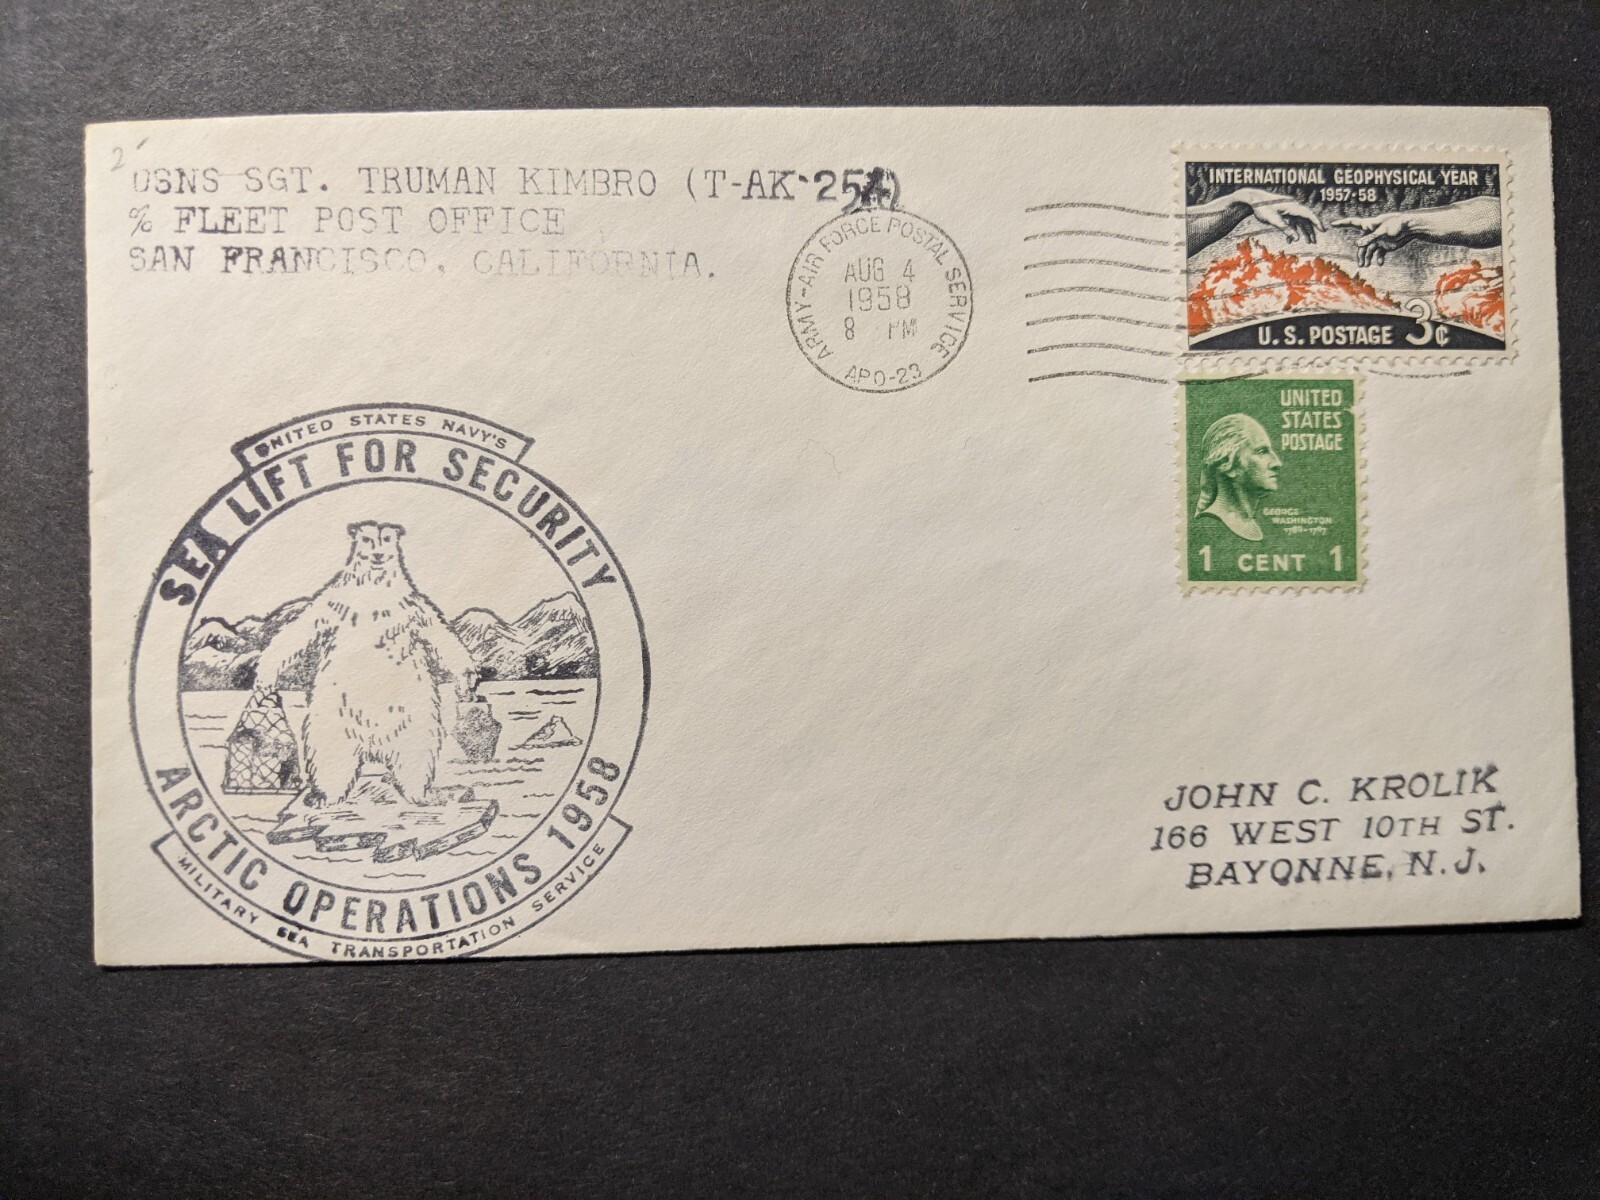 2
USNS SGT. TRUMAN KIMBRO (T-AK-254)
% FLEET POST OFFICE
SAN FRANCISCO, CALIFORNIA.
ARMY-AIR FORCE POSTAL SERVICE
AUG 4
1958
8 PM
APO-23
INTERNATIONAL GEOPHYSICAL YEAR
1957-58
U.S. POSTAGE 3¢
UNITED
STATES
POSTAGE
GEORGE
WASHINGTON
1789-1797
1 CENT 1
UNITED STATES NAVY'S
SEA LIFT FOR SECURITY
ARCTIC OPERATIONS 1958
MILITARY SEA TRANSPORTATION SERVICE
JOHN C. KROLIK
166 WEST 10TH ST.
BAYONNE, N.J.